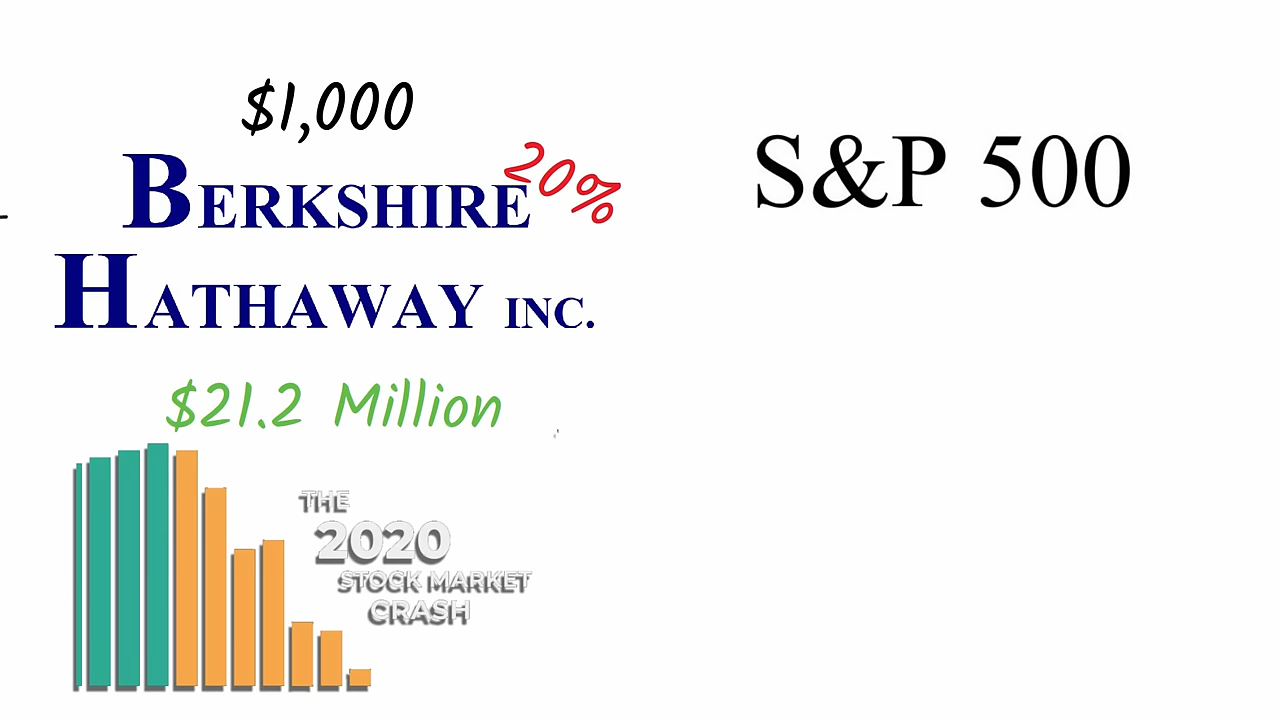 $1,000
BERKSHIRE
20%
HATHAWAY INC.
$21.2 Million
THE
2020
STOCK MARKET
CRASH
S&P 500